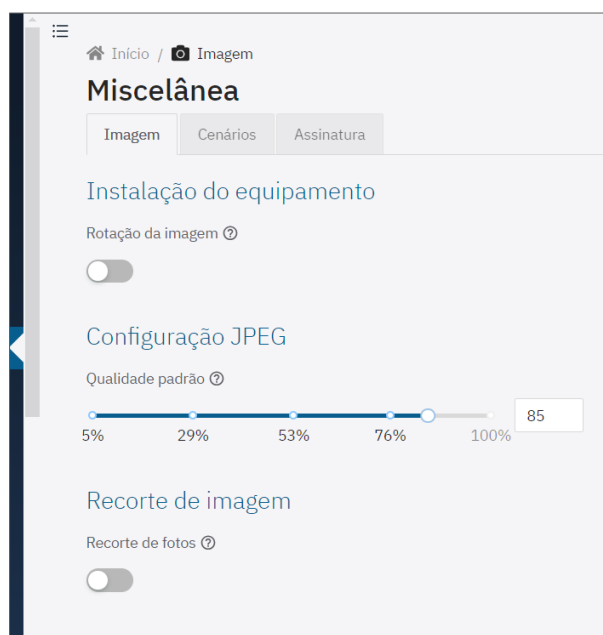 Início / Imagem
Miscelânea
Imagem Cenários Assinatura
Instalação do equipamento
Rotação da imagem
Configuração JPEG
Qualidade padrão
85
5% 29% 53% 76% 100%
Recorte de imagem
Recorte de fotos